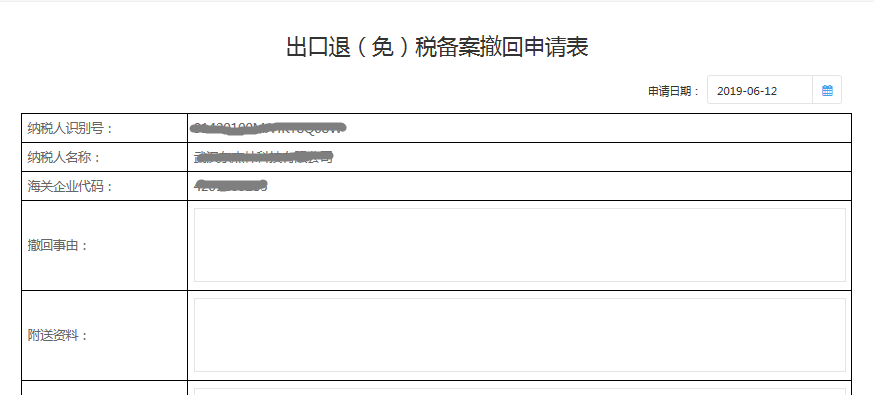 出口退（免）税备案撤回申请表
申请日期： 2019-06-12
纳税人识别号：
纳税人名称：
海关企业代码：
撤回事由：
附送资料：